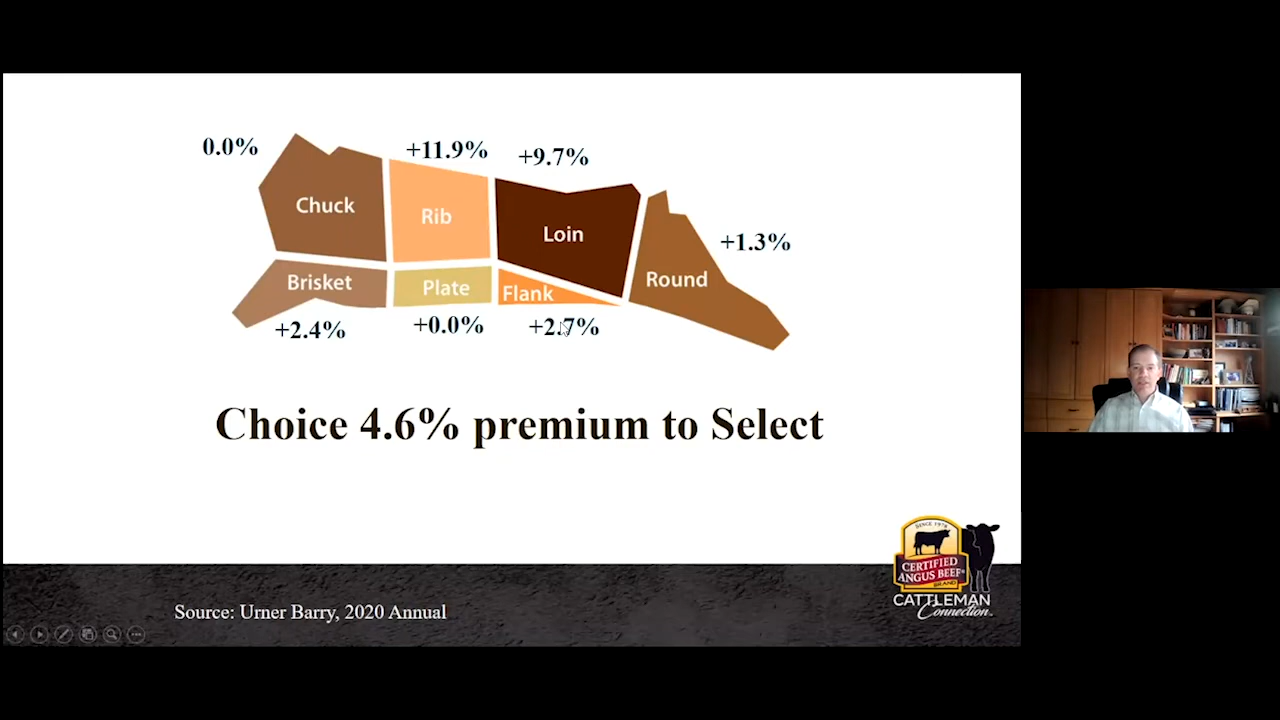 0.0%
+11.9%
+9.7%
Chuck
Rib
Loin
+1.3%
Brisket
Plate
Flank
Round
+2.4%
+0.0%
+2.7%
Choice 4.6% premium to Select
SINCE 1978
CERTIFIED
ANGUS BEEF®
BRAND
CATTLEMAN
Connection
Source: Urner Barry, 2020 Annual